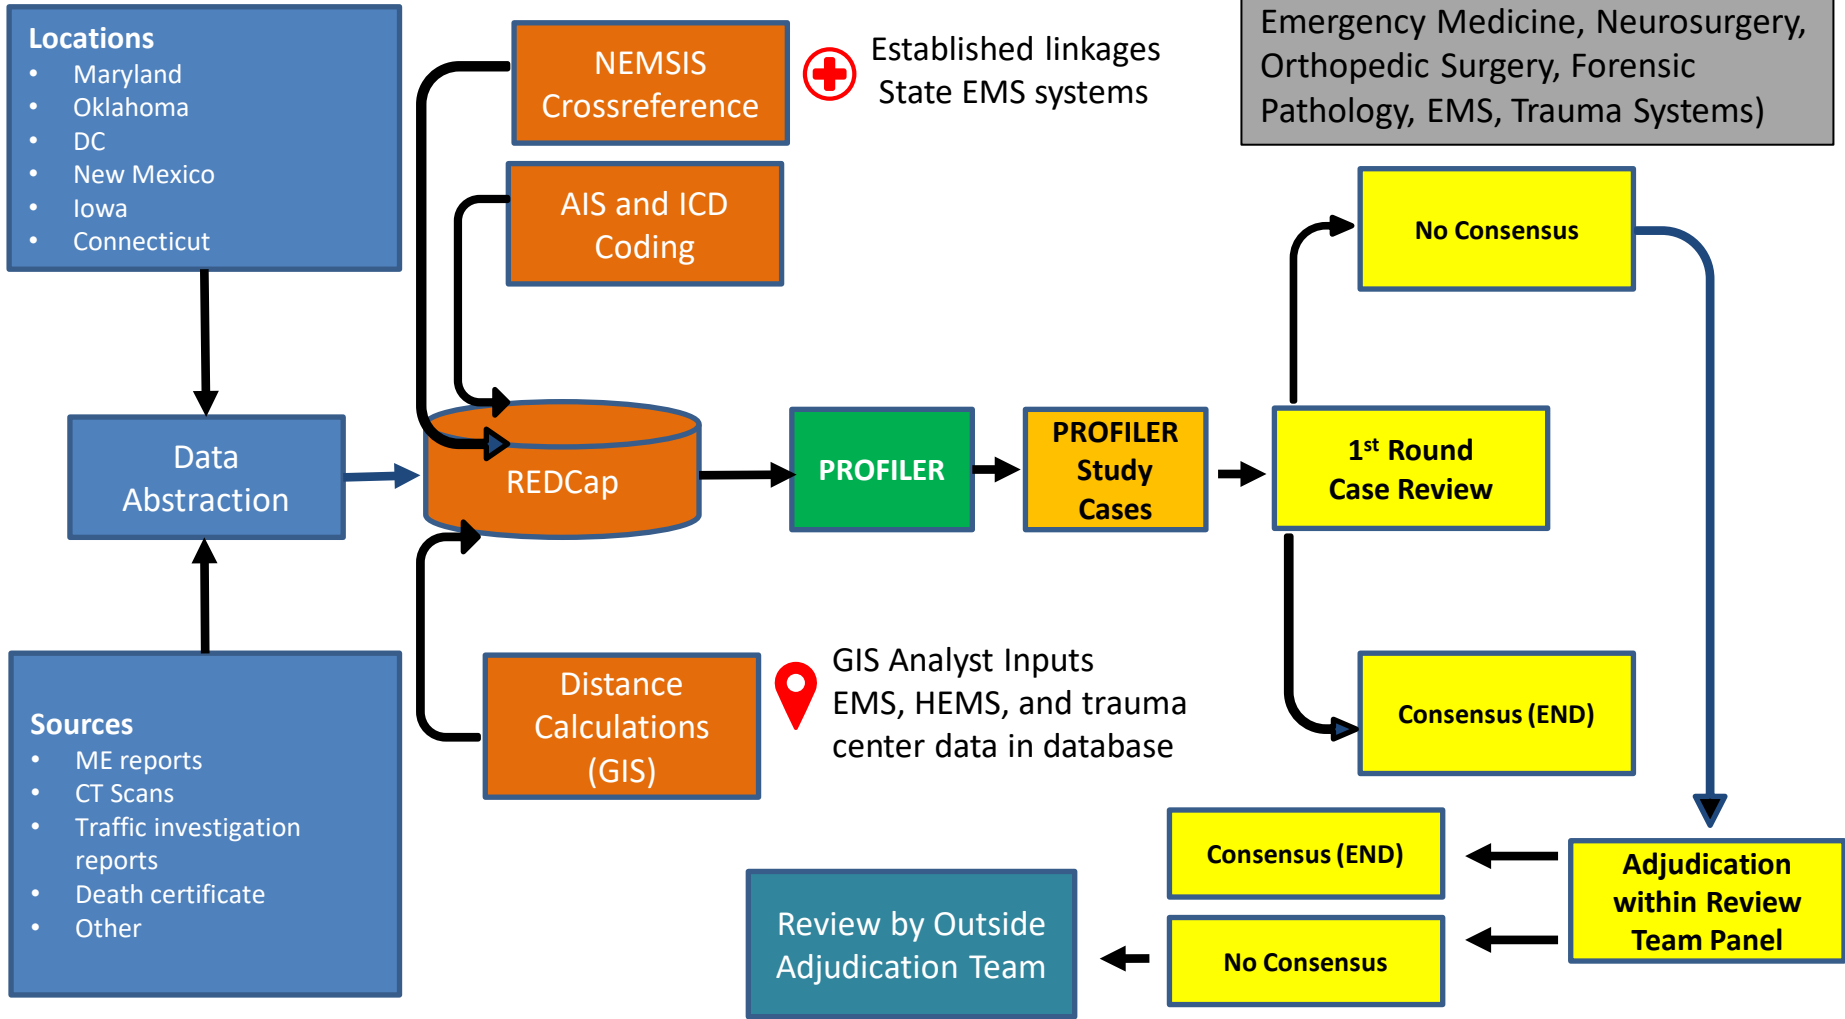 Locations
• Maryland
• Oklahoma
• DC
• New Mexico
• Iowa
• Connecticut
NEMSIS
Crossreference
Established linkages
State EMS systems
Emergency Medicine, Neurosurgery,
Orthopedic Surgery, Forensic
Pathology, EMS, Trauma Systems)
AIS and ICD
Coding
No Consensus
Data
Abstraction
REDCap
PROFILER
PROFILER
Study
Cases
1st Round
Case Review
Sources
• ME reports
• CT Scans
• Traffic investigation
reports
• Death certificate
• Other
Distance
Calculations
(GIS)
GIS Analyst Inputs
EMS, HEMS, and trauma
center data in database
Consensus (END)
Consensus (END)
Adjudication
within Review
Team Panel
No Consensus
Review by Outside
Adjudication Team